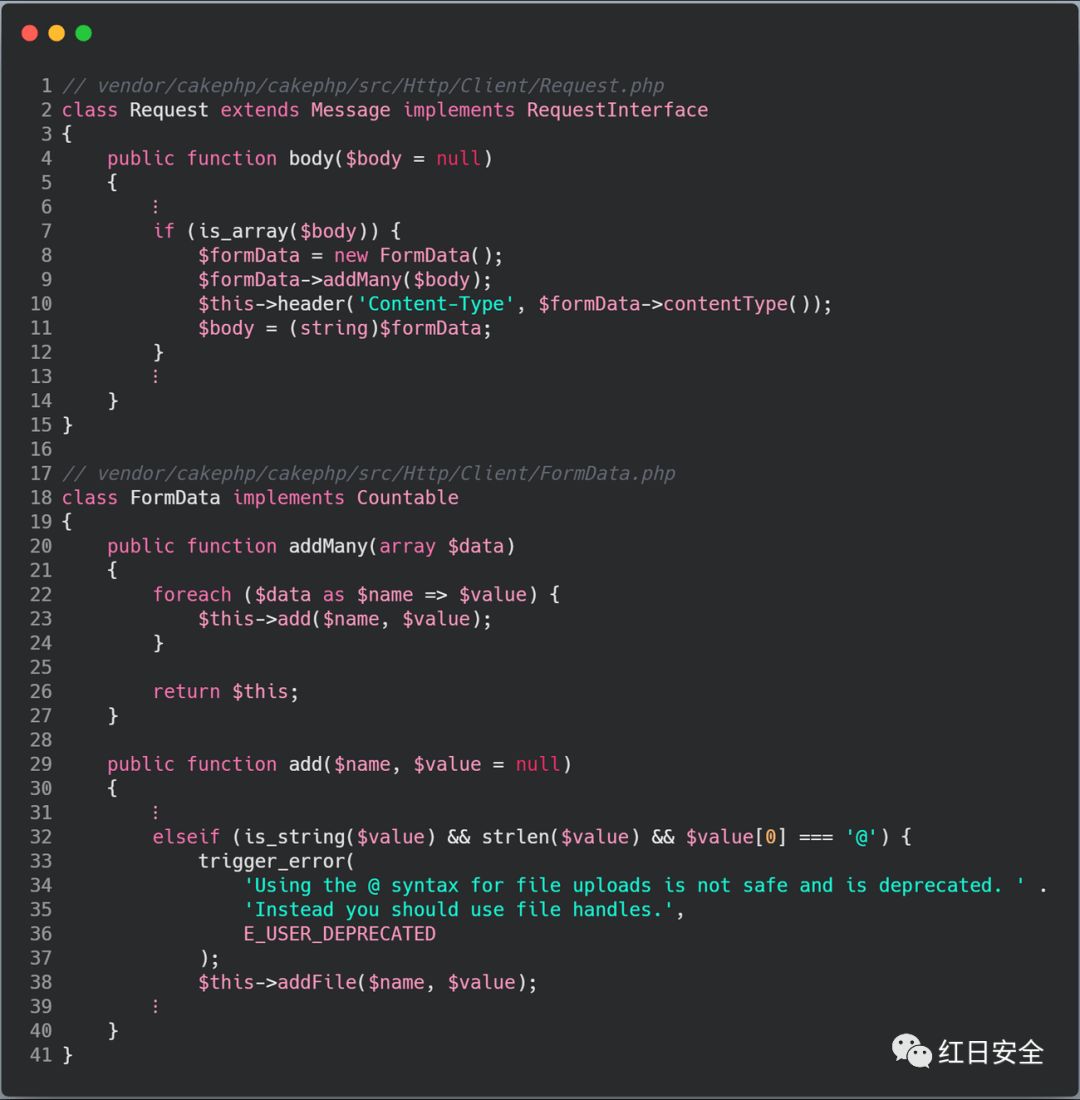 1 // vendor/cakephp/cakephp/src/Http/Client/Request.php
2 class Request extends Message implements RequestInterface
3 {
4     public function body($body = null)
5     {
6         ⋮
7         if (is_array($body)) {
8             $formData = new FormData();
9             $formData->addMany($body);
10             $this->header('Content-Type', $formData->contentType());
11             $body = (string)$formData;
12         }
13         ⋮
14     }
15 }
16
17 // vendor/cakephp/cakephp/src/Http/Client/FormData.php
18 class FormData implements Countable
19 {
20     public function addMany(array $data)
21     {
22         foreach ($data as $name => $value) {
23             $this->add($name, $value);
24         }
25
26         return $this;
27     }
28
29     public function add($name, $value = null)
30     {
31         ⋮
32         elseif (is_string($value) && strlen($value) && $value[0] === '@') {
33             trigger_error(
34                 'Using the @ syntax for file uploads is not safe and is deprecated. ' .
35                 'Instead you should use file handles.',
36                 E_USER_DEPRECATED
37             );
38             $this->addFile($name, $value);
39         ⋮
40     }
41 }
红日安全